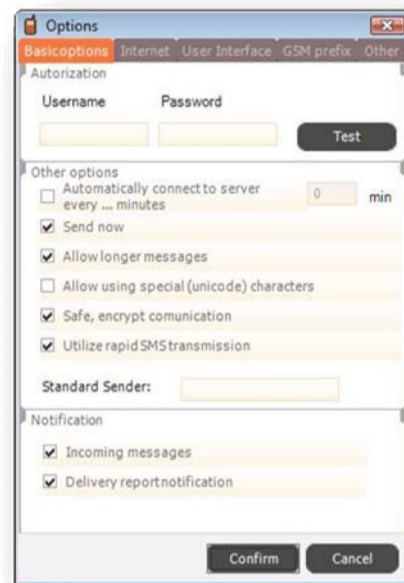 Options
Basicoptions Internet User Interface GSM prefix Other
Autorization
Username Password
Test
Other options
Automatically connect to server
every ... minutes
0 min
Send now
Allow longer messages
Allow using special (unicode) characters
Safe, encrypt comunication
Utilize rapid SMS transmission
Standard Sender:
Notification
Incoming messages
Delivery report notification
Confirm Cancel